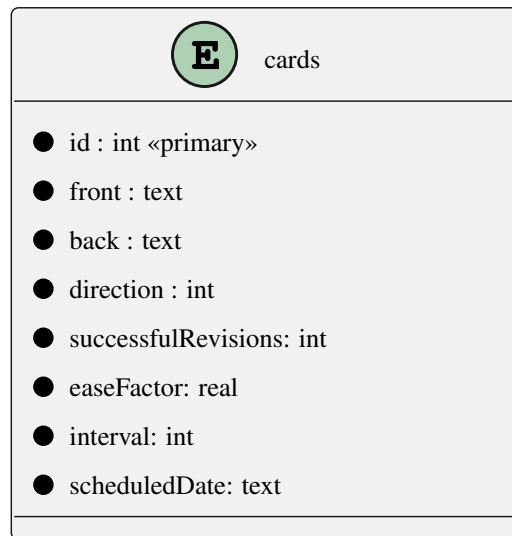 E cards
id : int «primary»
front : text
back : text
direction : int
successfulRevisions: int
easeFactor: real
interval: int
scheduledDate: text